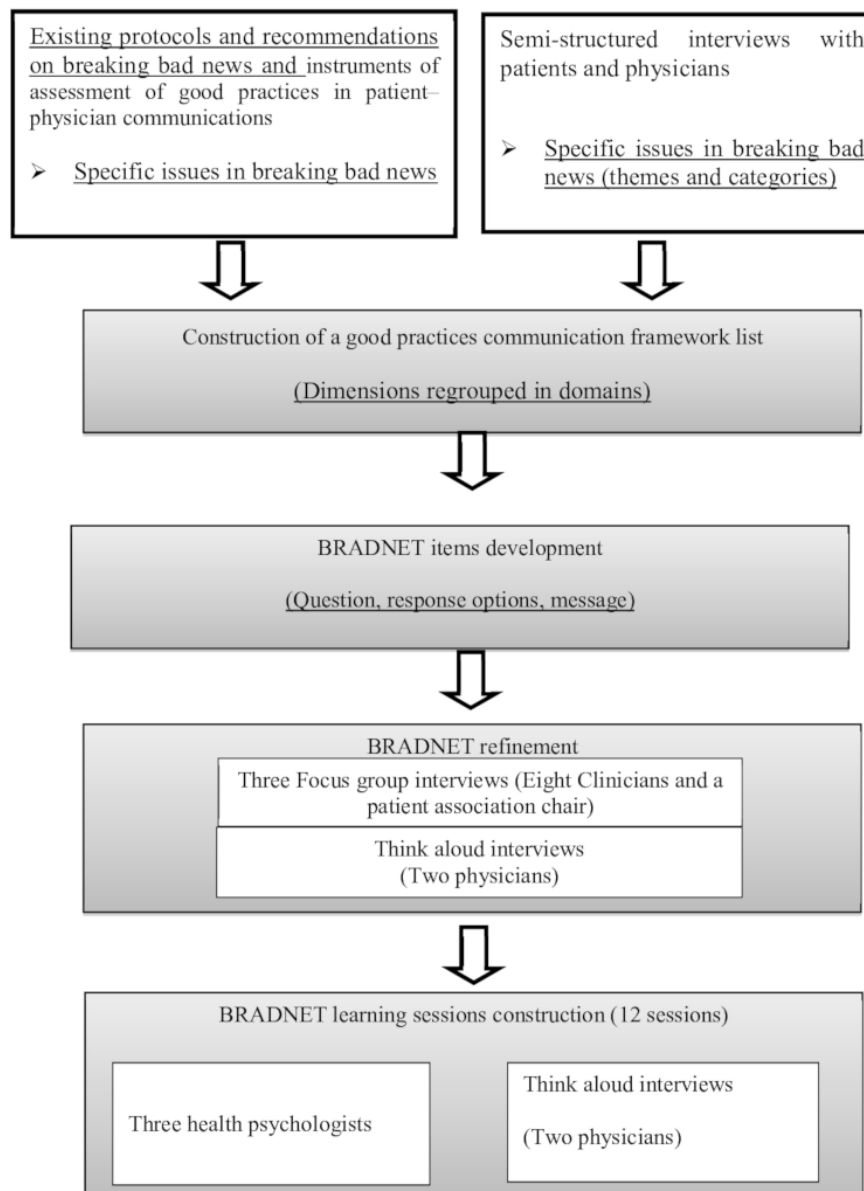 Existing protocols and recommendations
on breaking bad news and instruments of
assessment of good practices in patient–
physician communications
➢ Specific issues in breaking bad news
Semi-structured interviews with
patients and physicians
➢ Specific issues in breaking bad
news (themes and categories)
Construction of a good practices communication framework list
(Dimensions regrouped in domains)
BRADNET items development
(Question, response options, message)
BRADNET refinement
Three Focus group interviews (Eight Clinicians and a
patient association chair)
Think aloud interviews
(Two physicians)
BRADNET learning sessions construction (12 sessions)
Three health psychologists
Think aloud interviews
(Two physicians)